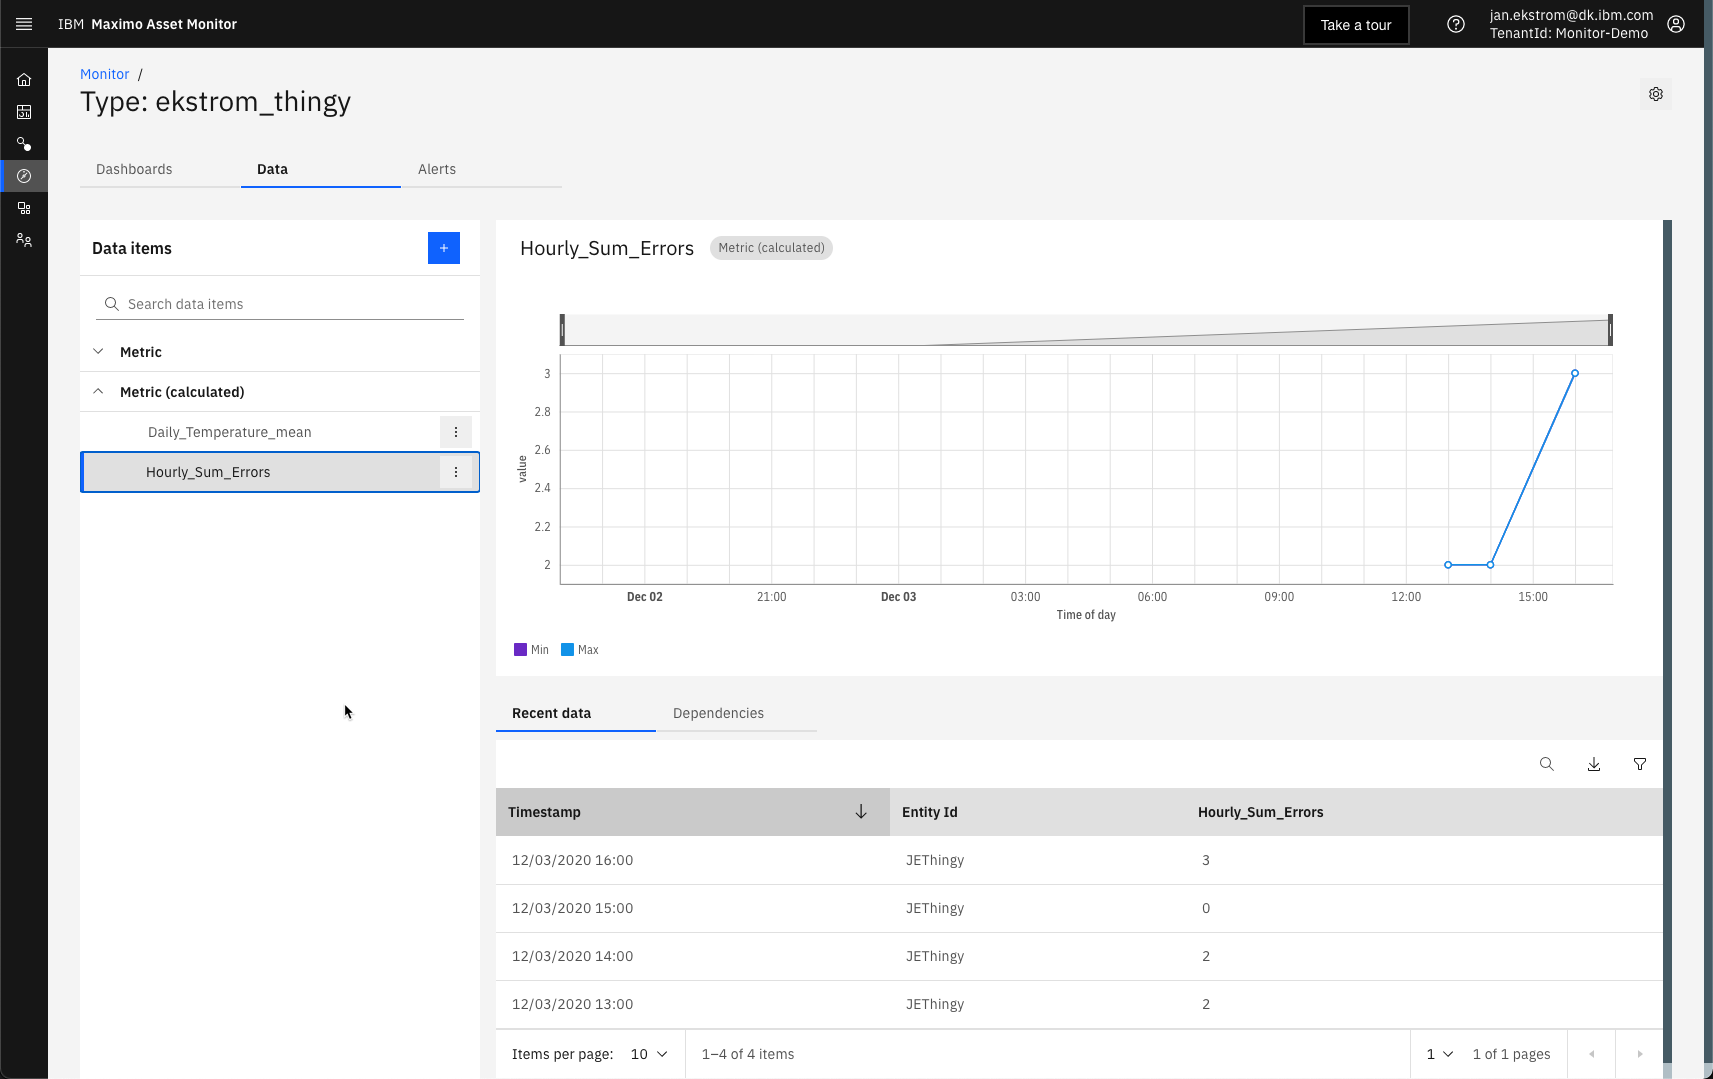 IBM Maximo Asset Monitor
Take a tour
jan.ekstrom@dk.ibm.com
TenantId: Monitor-Demo
Monitor /
Type: ekstrom_thingy
Dashboards
Data
Alerts
Data items
+
Search data items
Metric
Metric (calculated)
Daily_Temperature_mean
Hourly_Sum_Errors
Hourly_Sum_Errors
Metric (calculated)
3
2.8
2.6
2.4
2.2
2
value
Dec 02 21:00 Dec 03 03:00 06:00 09:00 12:00 15:00
Time of day
Min Max
Recent data
Dependencies
Timestamp Entity Id Hourly_Sum_Errors
12/03/2020 16:00 JEThingy 3
12/03/2020 15:00 JEThingy 0
12/03/2020 14:00 JEThingy 2
12/03/2020 13:00 JEThingy 2
Items per page: 10 1–4 of 4 items 1 1 of 1 pages